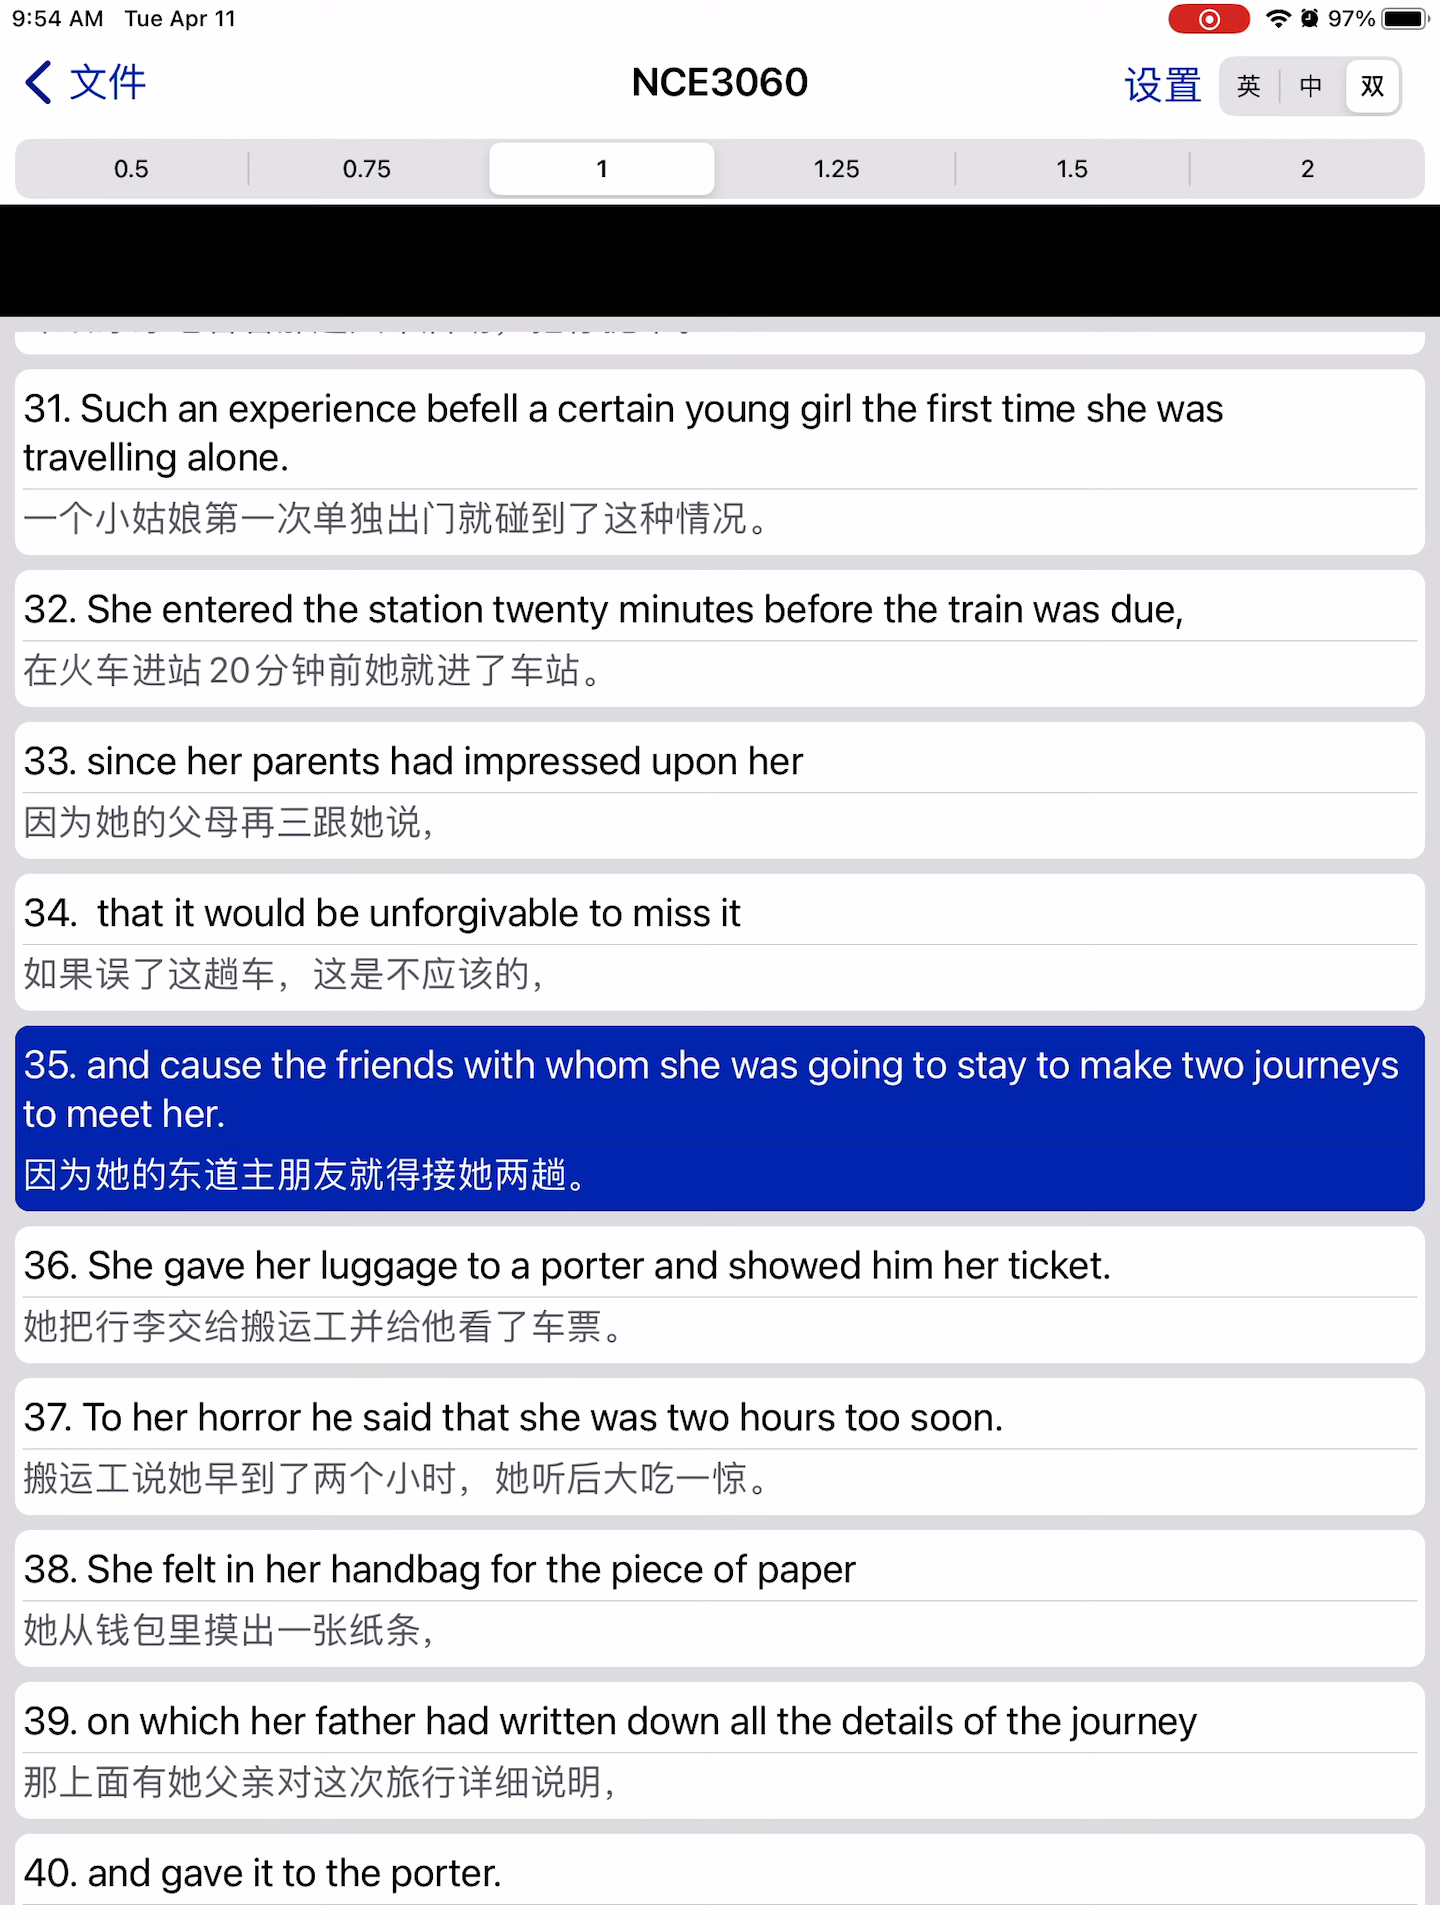 9:54 AM Tue Apr 11
97%
文件
NCE3060
设置
英 中 双
0.5 0.75 1 1.25 1.5 2
31. Such an experience befell a certain young girl the first time she was
travelling alone.
一个小姑娘第一次单独出门就碰到了这种情况。
32. She entered the station twenty minutes before the train was due,
在火车进站20分钟前她就进了车站。
33. since her parents had impressed upon her
因为她的父母再三跟她说，
34. that it would be unforgivable to miss it
如果误了这趟车，这是不应该的，
35. and cause the friends with whom she was going to stay to make two journeys
to meet her.
因为她的东道主朋友就得接她两趟。
36. She gave her luggage to a porter and showed him her ticket.
她把行李交给搬运工并给他看了车票。
37. To her horror he said that she was two hours too soon.
搬运工说她早到了两个小时，她听后大吃一惊。
38. She felt in her handbag for the piece of paper
她从钱包里摸出一张纸条，
39. on which her father had written down all the details of the journey
那上面有她父亲对这次旅行详细说明，
40. and gave it to the porter.